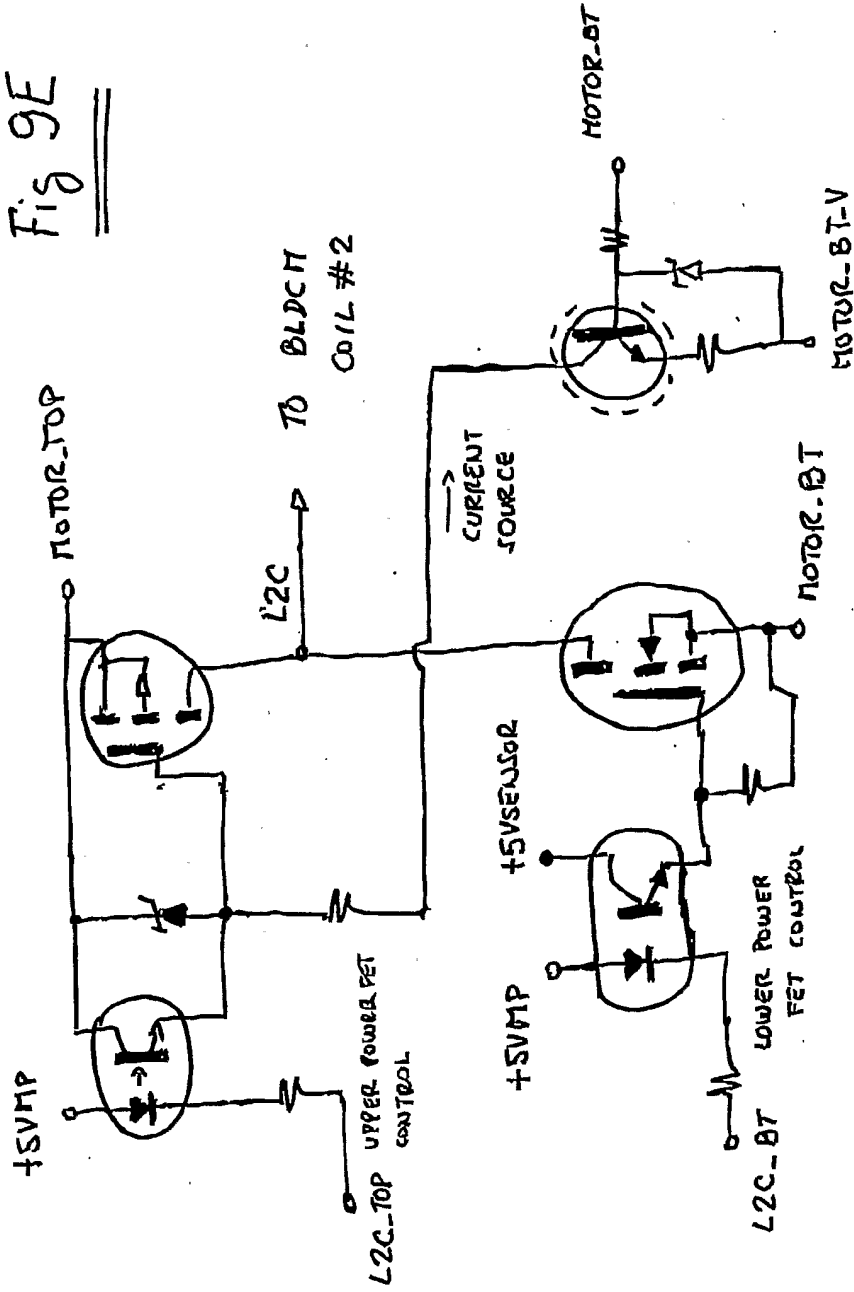 Fig 9E
+5VMP
MOTOR_TOP
L2C_TOP
UPPER POWER FET
CONTROL
L2C
TO BLDCM
COIL #2
CURRENT
SOURCE
MOTOR_BT
MOTOR_BT-V
+5VSENSOR
+5VMP
MOTOR_BT
L2C_BT
LOWER POWER
FET CONTROL